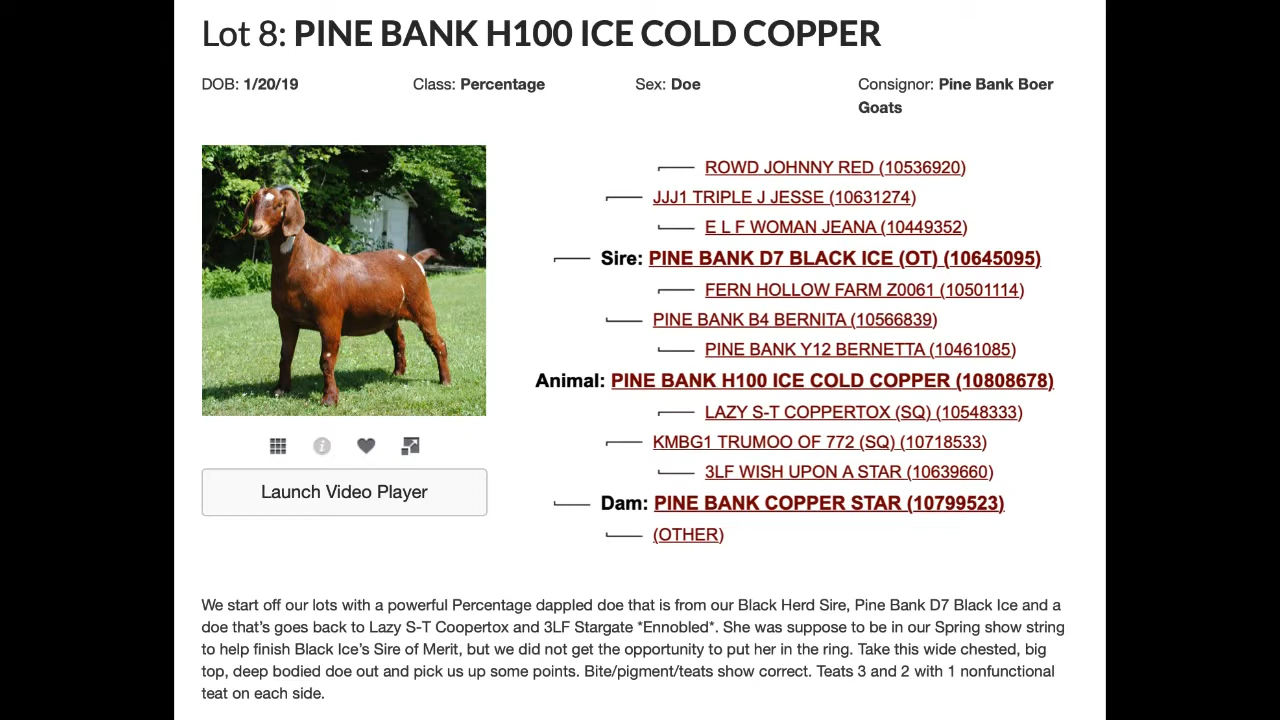 Lot 8: PINE BANK H100 ICE COLD COPPER
DOB: 1/20/19 Class: Percentage Sex: Doe Consignor: Pine Bank Boer
Goats
ROWD JOHNNY RED (10536920)
JJJ1 TRIPLE J JESSE (10631274)
E L F WOMAN JEANA (10449352)
Sire: PINE BANK D7 BLACK ICE (OT) (10645095)
FERN HOLLOW FARM Z0061 (10501114)
PINE BANK B4 BERNITA (10566839)
PINE BANK Y12 BERNETTA (10461085)
Animal: PINE BANK H100 ICE COLD COPPER (10808678)
LAZY S-T COPPERTOX (SQ) (10548333)
KMBG1 TRUMOO OF 772 (SQ) (10718533)
3LF WISH UPON A STAR (10639660)
Dam: PINE BANK COPPER STAR (10799523)
(OTHER)
Launch Video Player
We start off our lots with a powerful Percentage dappled doe that is from our Black Herd Sire, Pine Bank D7 Black Ice and a
doe that's goes back to Lazy S-T Coopertox and 3LF Stargate *Ennobled*. She was suppose to be in our Spring show string
to help finish Black Ice's Sire of Merit, but we did not get the opportunity to put her in the ring. Take this wide chested, big
top, deep bodied doe out and pick us up some points. Bite/pigment/teats show correct. Teats 3 and 2 with 1 nonfunctional
teat on each side.